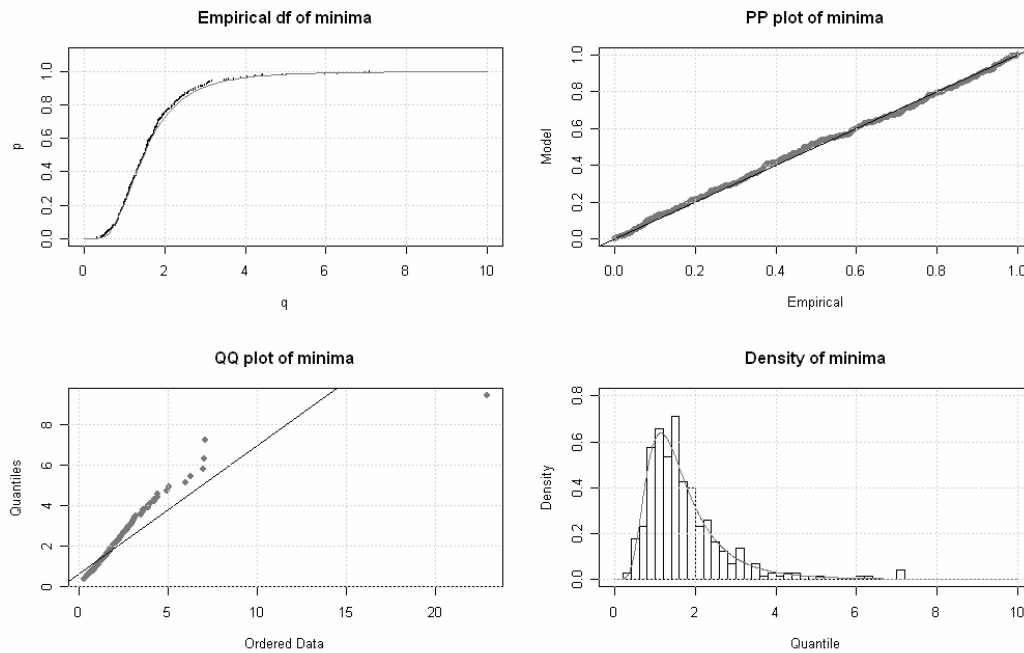 Empirical df of minima
p
0.0 0.2 0.4 0.6 0.8 1.0
0 2 4 6 8 10
q
PP plot of minima
Model
0.0 0.2 0.4 0.6 0.8 1.0
0.0 0.2 0.4 0.6 0.8 1.0
Empirical
QQ plot of minima
Quantiles
0 2 4 6 8
0 5 10 15 20
Ordered Data
Density of minima
Density
0.0 0.2 0.4 0.6 0.8
0 2 4 6 8 10
Quantile